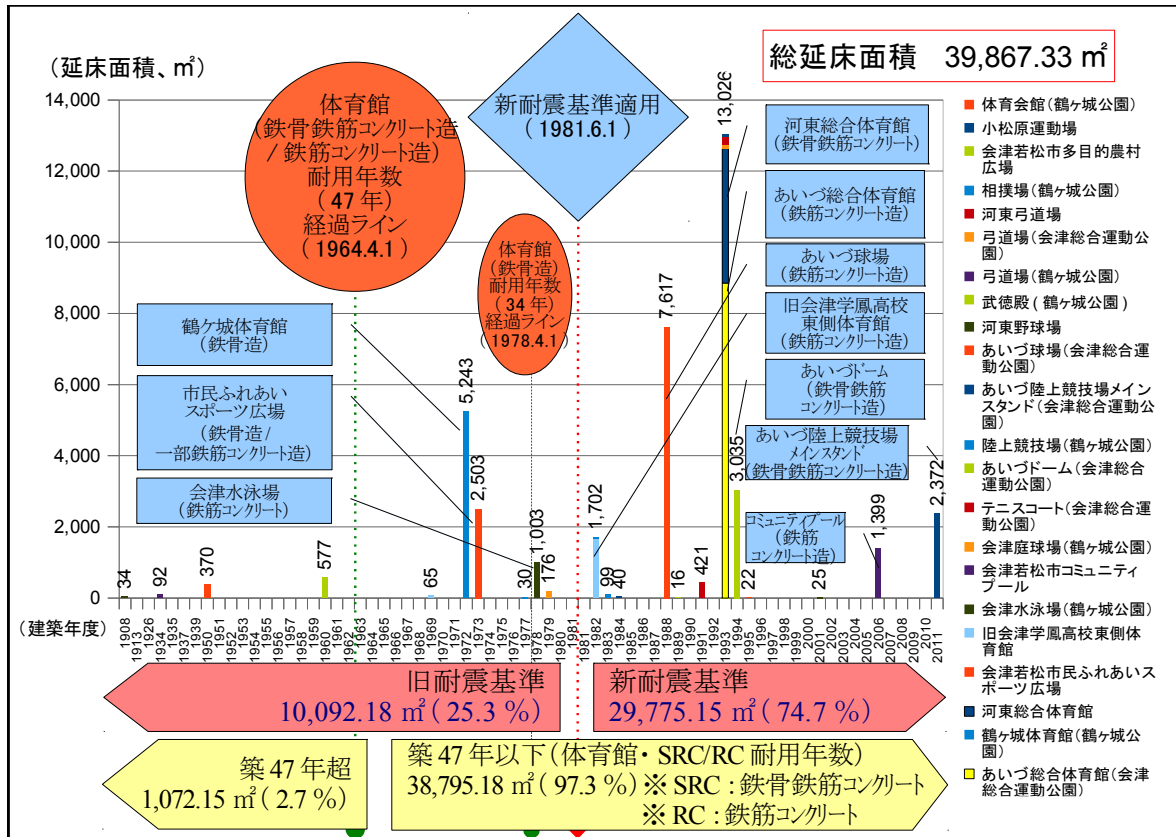 (延床面積、㎡)
総延床面積 39,867.33 ㎡
14,000
12,000
10,000
8,000
6,000
4,000
2,000
0
体育館
(鉄骨鉄筋コンクリート造
/ 鉄筋コンクリート造)
耐用年数
(47 年)
経過ライン
(1964.4.1)
新耐震基準適用
(1981.6.1)
体育館
(鉄骨造)
耐用年数
(34 年)
経過ライン
(1978.4.1)
鶴ケ城体育館
(鉄骨造)
市民ふれあい
スポーツ広場
(鉄骨造/
一部鉄筋コンクリート造)
会津水泳場
(鉄筋コンクリート)
河東総合体育館
(鉄骨鉄筋コンクリート)
あいづ総合体育館
(鉄筋コンクリート造)
あいづ球場
(鉄筋コンクリート造)
旧会津学鳳高校
東側体育館
(鉄筋コンクリート造)
あいづドーム
(鉄骨鉄筋
コンクリート造)
あいづ陸上競技場
メインスタンド
(鉄骨鉄筋コンクリート造)
コミュニティプール
(鉄筋
コンクリート造)
34
92
370
577
65
5,243
2,503
30
1,003
176
1,702
99
40
7,617
16
421
13,026
3,035
22
25
1,399
2,372
(建築年度)
1908
1913
1926
1934
1935
1937
1939
1950
1951
1952
1953
1954
1955
1956
1957
1958
1959
1960
1961
1962
1963
1964
1965
1966
1967
1968
1969
1970
1971
1972
1973
1974
1975
1976
1977
1978
1979
1980
1981
1981
1982
1983
1984
1985
1986
1987
1988
1989
1990
1991
1992
1993
1994
1995
1996
1997
1998
1999
2000
2001
2002
2003
2004
2005
2006
2007
2008
2009
2010
2011
体育会館(鶴ヶ城公園)
小松原運動場
会津若松市多目的農村
広場
相撲場(鶴ヶ城公園)
河東弓道場
弓道場(会津総合運動公
園)
弓道場(鶴ヶ城公園)
武徳殿(鶴ヶ城公園)
河東野球場
あいづ球場(会津総合運
動公園)
あいづ陸上競技場メイン
スタンド(会津総合運動公
園)
陸上競技場(鶴ヶ城公園)
あいづドーム(会津総合
運動公園)
テニスコート(会津総合運
動公園)
会津庭球場(鶴ヶ城公園)
会津若松市コミュニティ
プール
会津水泳場(鶴ヶ城公園)
旧会津学鳳高校東側体
育館
会津若松市民ふれあいス
ポーツ広場
河東総合体育館
鶴ヶ城体育館(鶴ヶ城公
園)
あいづ総合体育館(会津
総合運動公園)
旧耐震基準
10,092.18 ㎡(25.3 %)
新耐震基準
29,775.15 ㎡(74.7 %)
築 47 年超
1,072.15 ㎡(2.7 %)
築 47 年以下(体育館・ SRC/RC 耐用年数)
38,795.18 ㎡(97.3 %) ※ SRC : 鉄骨鉄筋コンクリート
※ RC : 鉄筋コンクリート